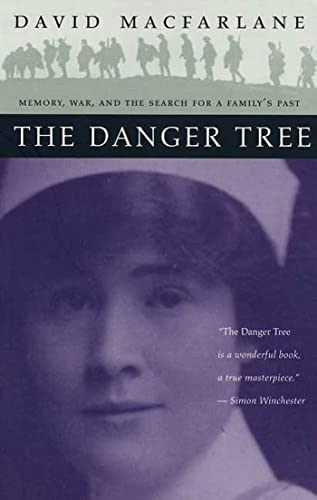 DAVID MACFARLANE
MEMORY, WAR, AND THE SEARCH FOR A FAMILY'S PAST
THE DANGER TREE
"The Danger Tree
is a wonderful book,
a true masterpiece."
— Simon Winchester